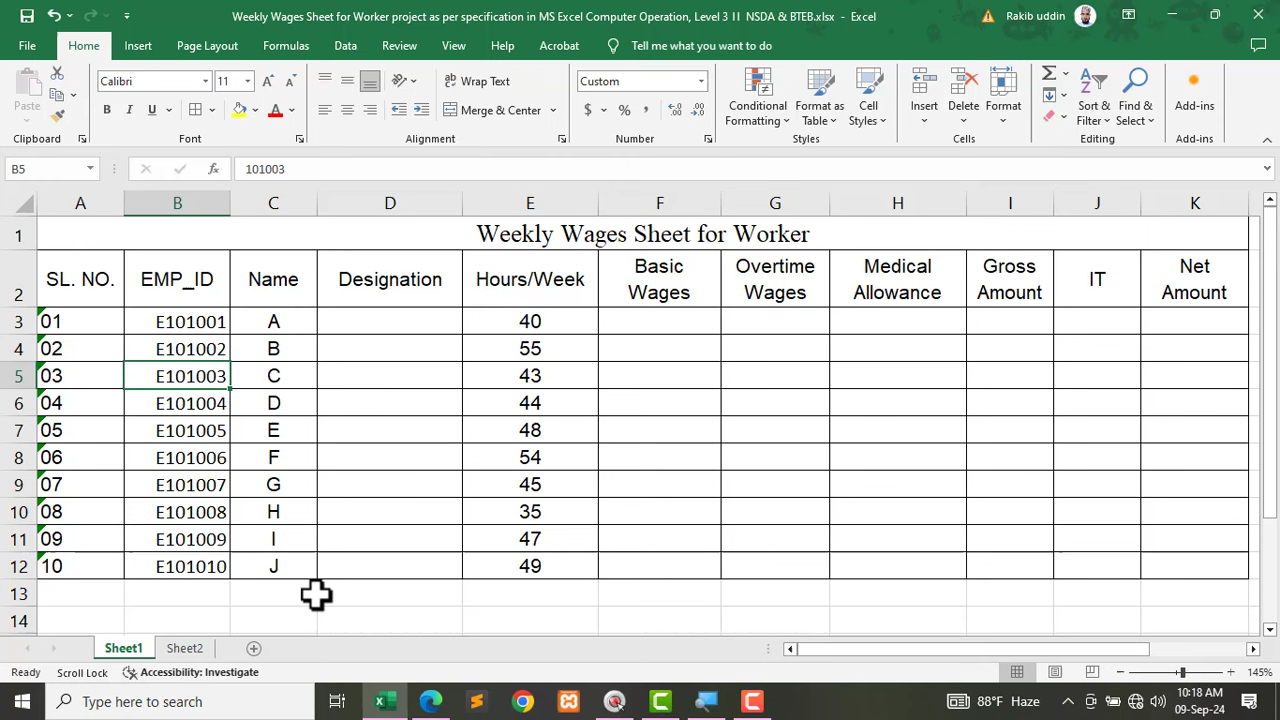 Weekly Wages Sheet for Worker project as per specification in MS Excel Computer Operation, Level 3 II NSDA & BTEB.xlsx - Excel
Rakib uddin
File Home Insert Page Layout Formulas Data Review View Help Acrobat Tell me what you want to do
Paste
Clipboard
Calibri 11
B I U
Font
Wrap Text
Merge & Center
Alignment
Custom
$ % ,
Number
Conditional Formatting
Format as Table
Cell Styles
Styles
Insert
Delete
Format
Cells
Sort & Filter
Find & Select
Editing
Add-ins
Add-ins
B5 fx 101003
A B C D E F G H I J K
1 Weekly Wages Sheet for Worker
2 SL. NO. EMP_ID Name Designation Hours/Week Basic Wages Overtime Wages Medical Allowance Gross Amount IT Net Amount
3 01 E101001 A 40
4 02 E101002 B 55
5 03 E101003 C 43
6 04 E101004 D 44
7 05 E101005 E 48
8 06 E101006 F 54
9 07 E101007 G 45
10 08 E101008 H 35
11 09 E101009 I 47
12 10 E101010 J 49
13
14
Sheet1 Sheet2
Ready Scroll Lock Accessibility: Investigate 145%
Type here to search
88°F Haze
10:18 AM
09-Sep-24